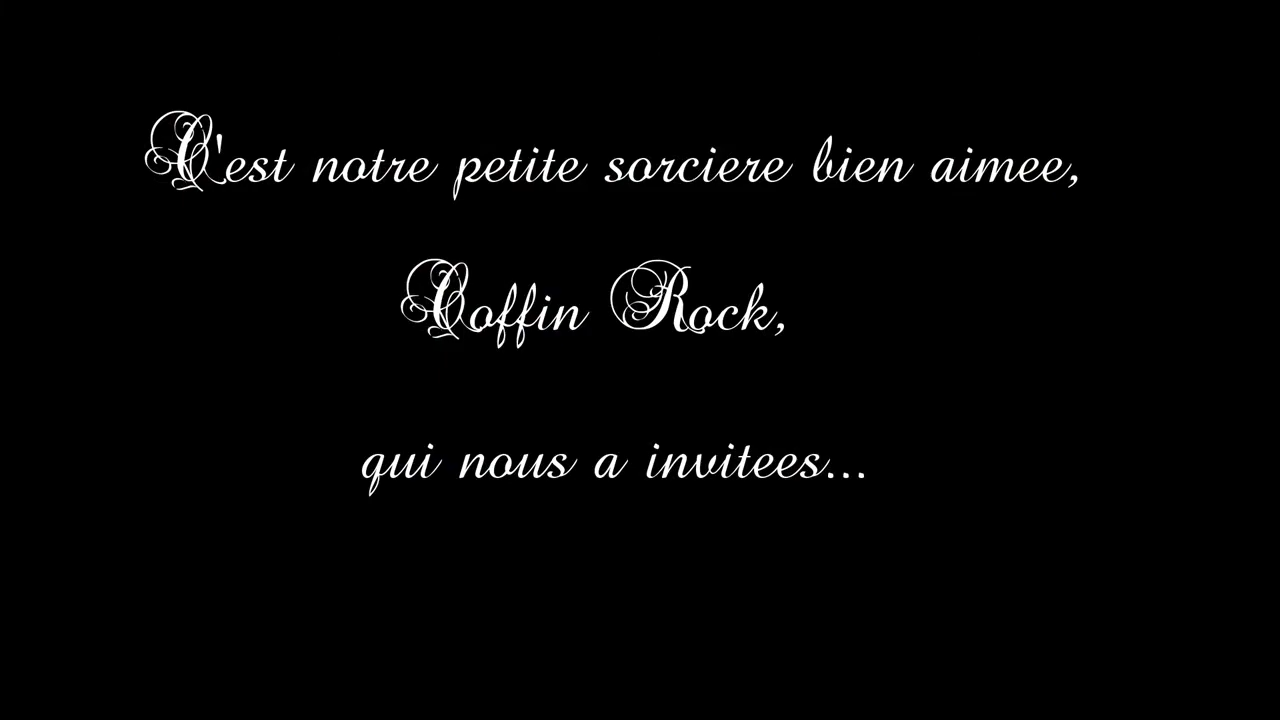 C'est notre petite sorciere bien aimee,
Coffin Rock,
qui nous a invitees...